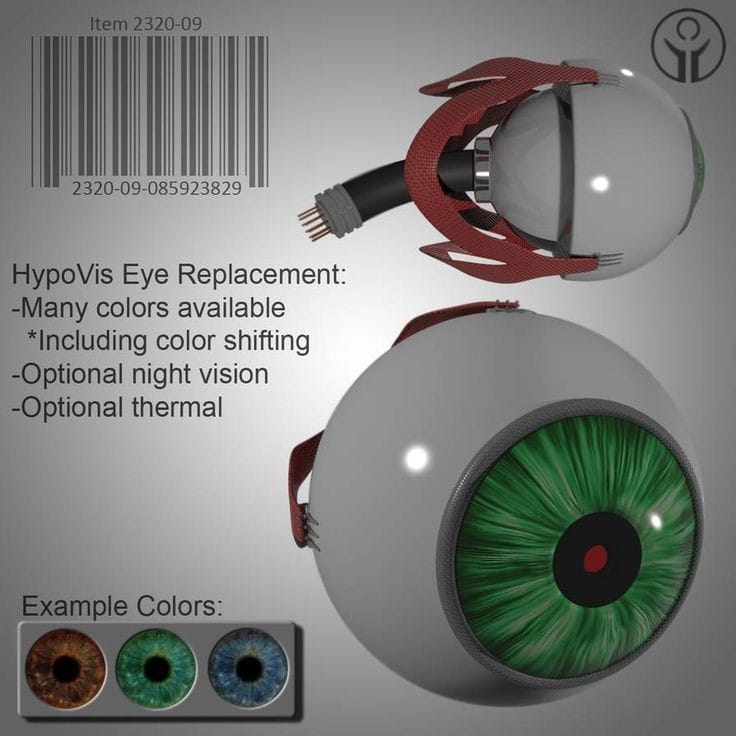 Item 2320-09
2320-09-085923829
HypoVis Eye Replacement:
-Many colors available
*Including color shifting
-Optional night vision
-Optional thermal
Example Colors: